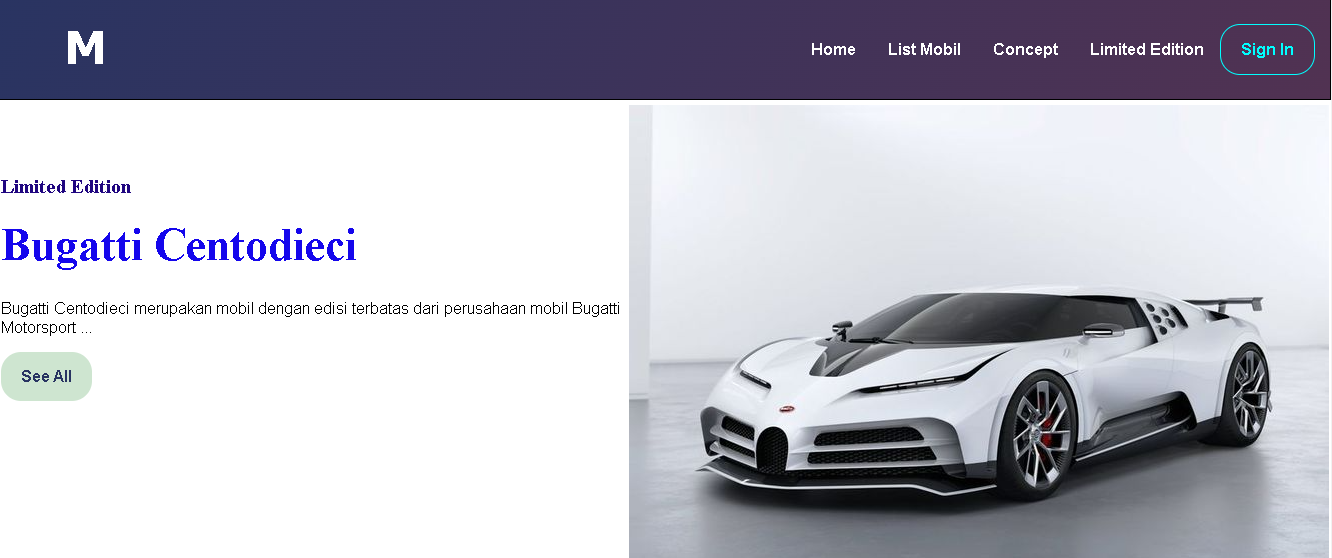 M
Home
List Mobil
Concept
Limited Edition
Sign In
Limited Edition
Bugatti Centodieci
Bugatti Centodieci merupakan mobil dengan edisi terbatas dari perusahaan mobil Bugatti
Motorsport ...
See All